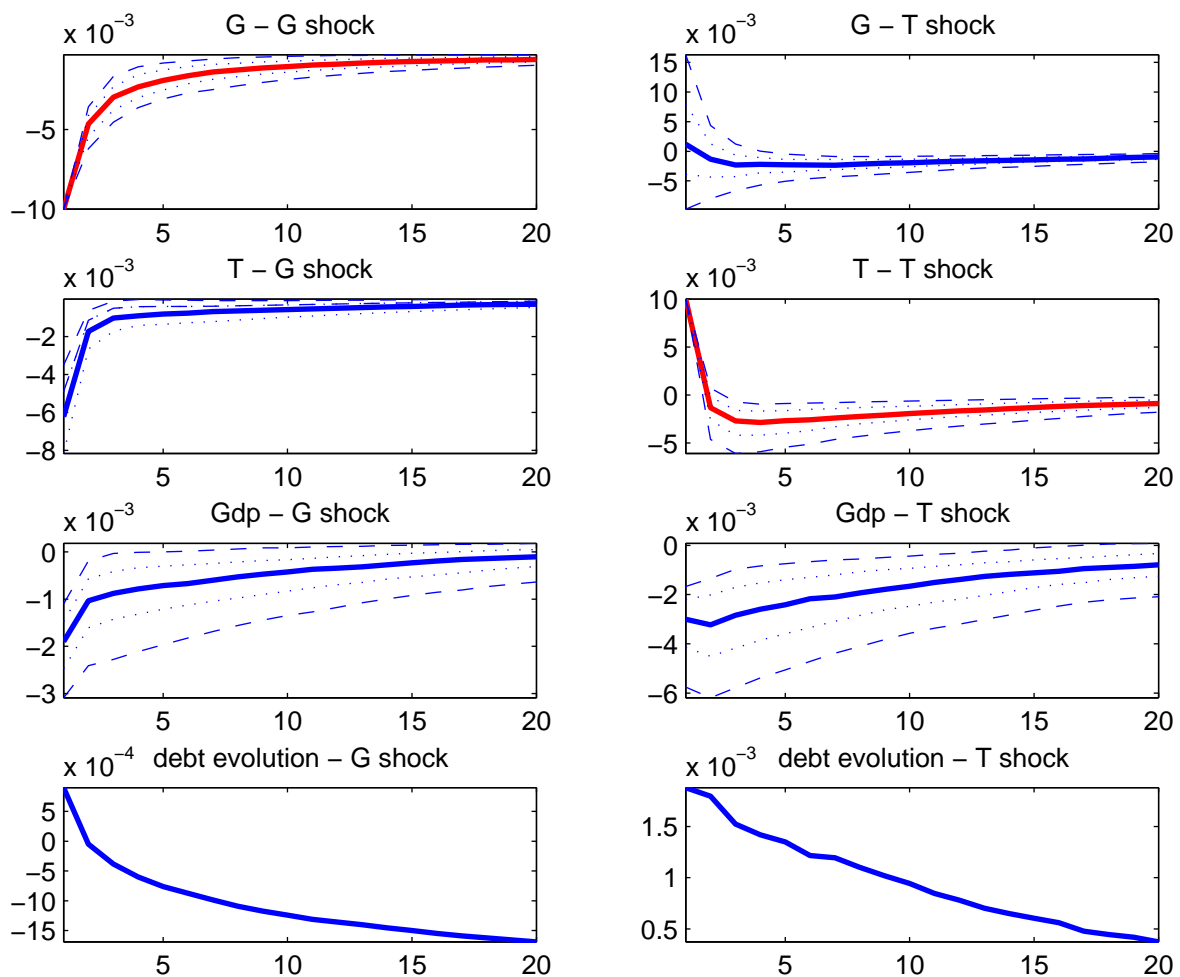 G – G shock
x 10⁻³
−5
−10
5 10 15 20
G – T shock
x 10⁻³
15
10
5
0
−5
5 10 15 20
T – G shock
x 10⁻³
−2
−4
−6
−8
5 10 15 20
T – T shock
x 10⁻³
10
5
0
−5
5 10 15 20
Gdp – G shock
x 10⁻³
0
−1
−2
−3
5 10 15 20
Gdp – T shock
x 10⁻³
0
−2
−4
−6
5 10 15 20
x 10⁻⁴ debt evolution – G shock
5
0
−5
−10
−15
5 10 15 20
x 10⁻³ debt evolution – T shock
1.5
1
0.5
5 10 15 20